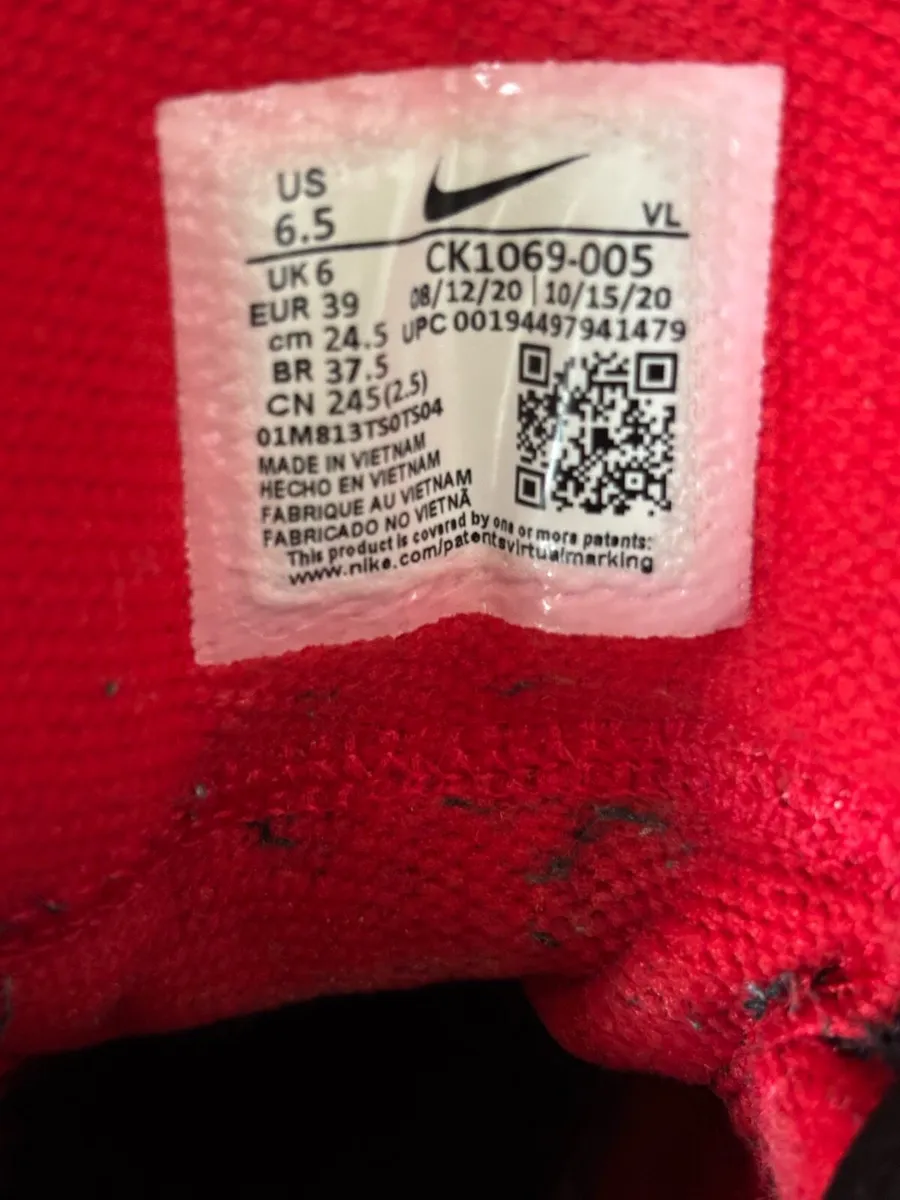 US
6.5
VL
UK 6
EUR 39
cm 24.5
BR 37.5
CN 245(2.5)
01M813TS0TS04
CK1069-005
08/12/20 | 10/15/20
UPC 00194497941479
MADE IN VIETNAM
HECHO EN VIETNAM
FABRIQUE AU VIETNAM
FABRICADO NO VIETNÃ
This product is covered by one or more patents:
www.nike.com/patentsvirtualmarking